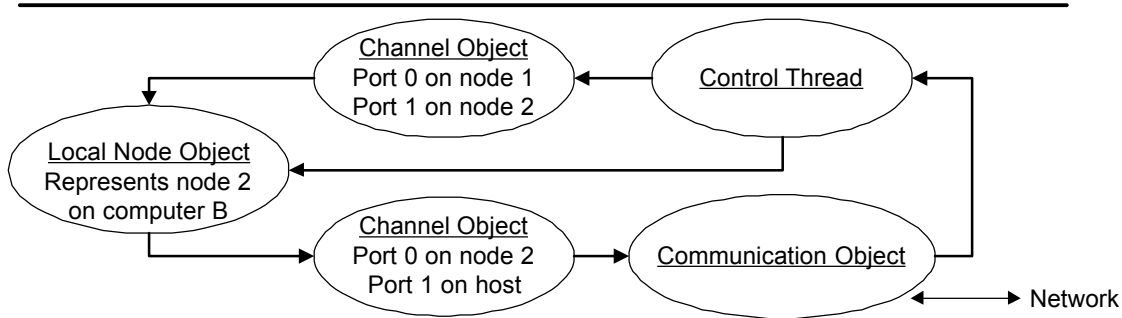 Channel Object
Port 0 on node 1
Port 1 on node 2
Control Thread
Local Node Object
Represents node 2
on computer B
Channel Object
Port 0 on node 2
Port 1 on host
Communication Object
Network